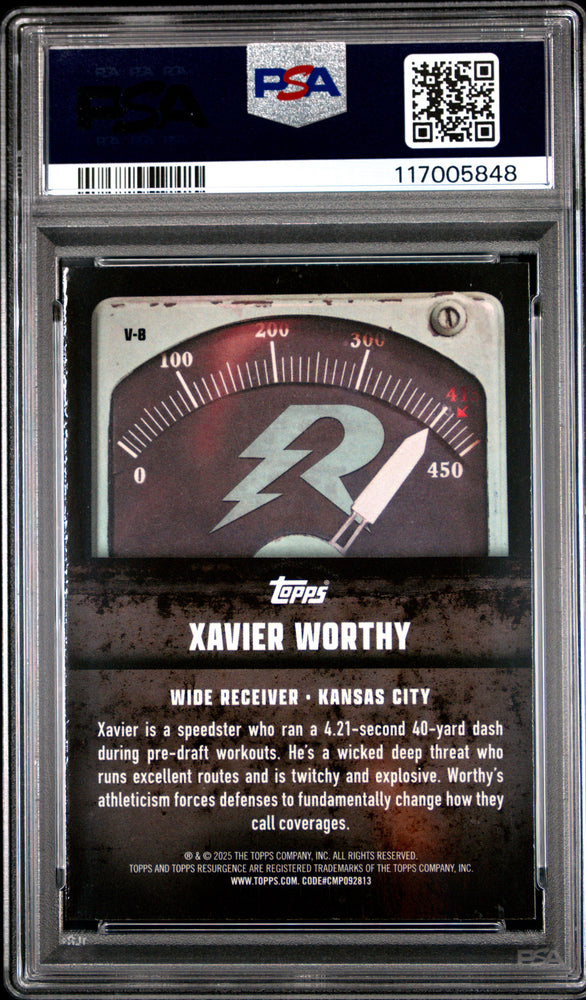 PSA
PSA
117005848
V-8
0
100
200
300
41
450
R
topps
XAVIER WORTHY
WIDE RECEIVER • KANSAS CITY
Xavier is a speedster who ran a 4.21-second 40-yard dash
during pre-draft workouts. He's a wicked deep threat who
runs excellent routes and is twitchy and explosive. Worthy's
athleticism forces defenses to fundamentally change how they
call coverages.
® & © 2025 THE TOPPS COMPANY, INC. ALL RIGHTS RESERVED.
TOPPS AND TOPPS RESURGENCE ARE REGISTERED TRADEMARKS OF THE TOPPS COMPANY, INC.
WWW.TOPPS.COM. CODE#CMP092813
PSA